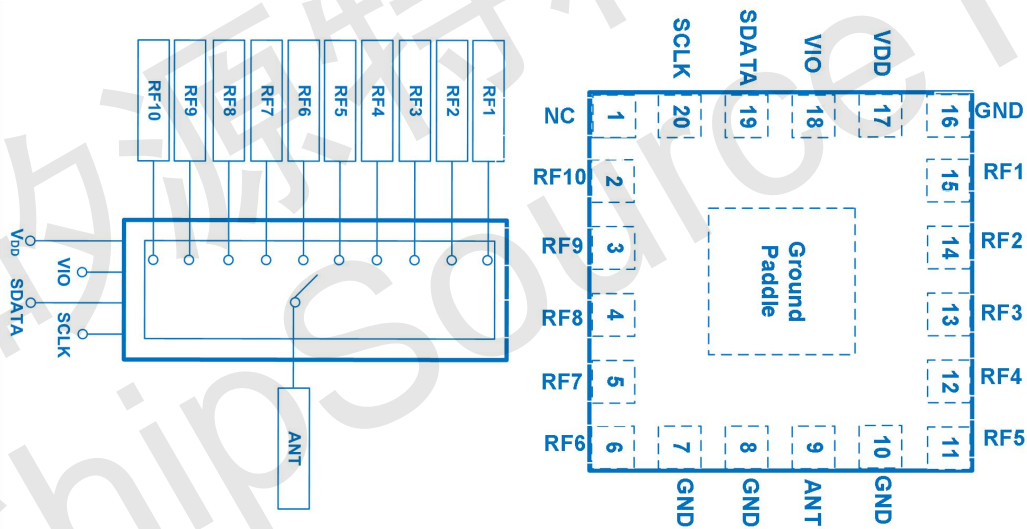 RF10
RF9
RF8
RF7
RF6
RF5
RF4
RF3
RF2
RF1
VDD
VIO
SDATA
SCLK
ANT
SCLK
SDATA
VIO
VDD
NC
1
20
19
18
17
16
GND
RF10
2
15
RF1
RF9
3
14
RF2
Ground
Paddle
RF8
4
13
RF3
RF7
5
12
RF4
RF6
6
7
8
9
10
11
RF5
GND
GND
ANT
GND
源特
ChipSource